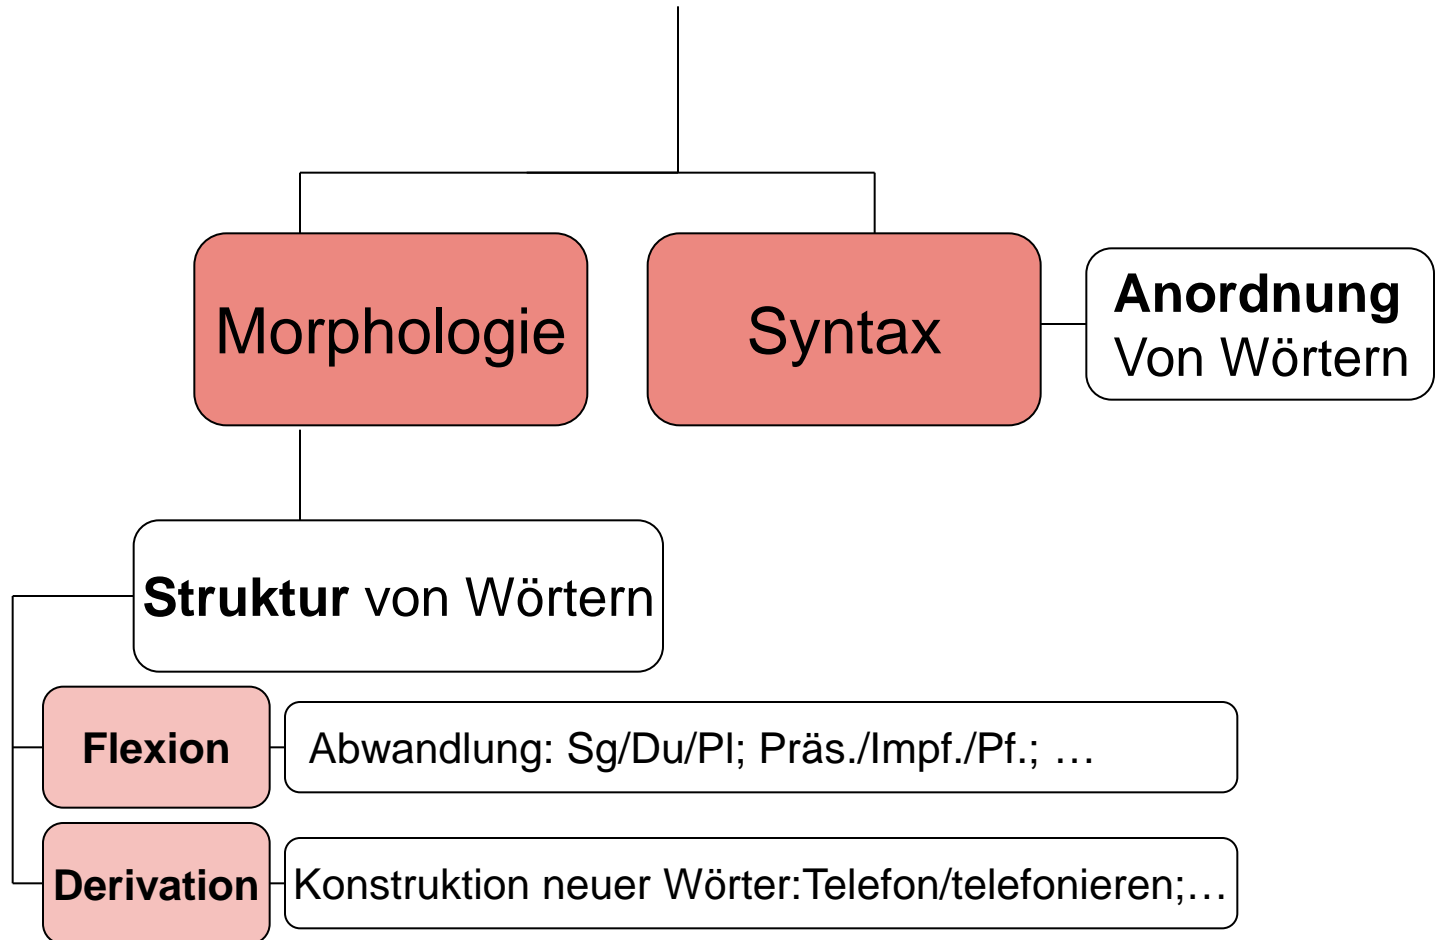 Morphologie
Syntax
Anordnung
Von Wörtern
Struktur von Wörtern
Flexion
Abwandlung: Sg/Du/Pl; Präs./Impf./Pf.; …
Derivation
Konstruktion neuer Wörter:Telefon/telefonieren;…